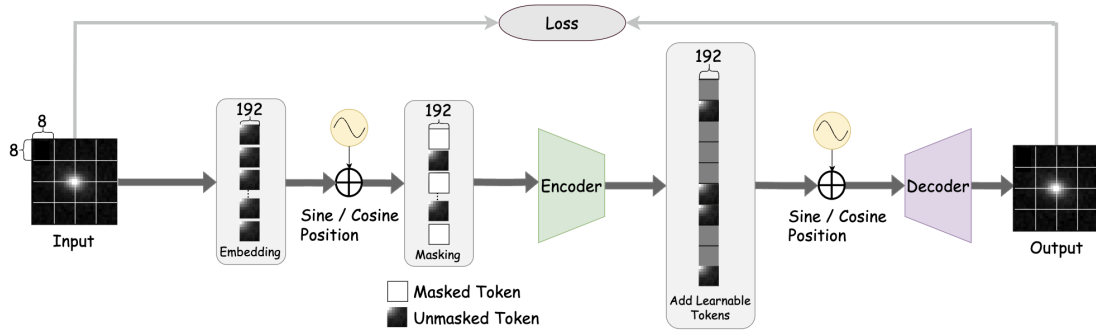 Loss
192
192
192
8
8
Encoder
Decoder
Sine / Cosine
Position
Sine / Cosine
Position
Input
Embedding
Masking
Output
Masked Token
Unmasked Token
Add Learnable
Tokens